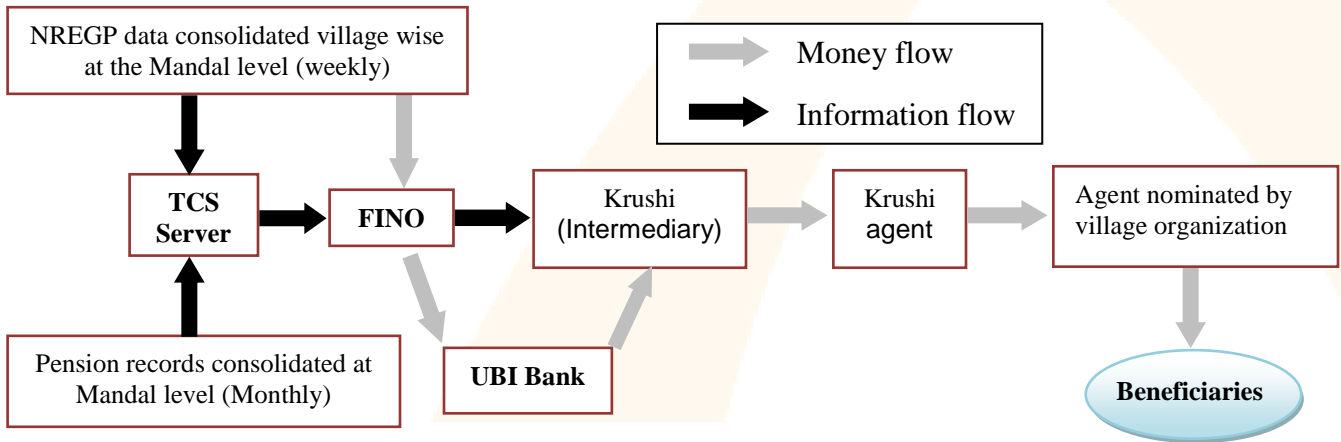 NREGP data consolidated village wise
at the Mandal level (weekly)
Money flow
Information flow
TCS
Server
FINO
Krushi
(Intermediary)
Krushi
agent
Agent nominated by
village organization
Pension records consolidated at
Mandal level (Monthly)
UBI Bank
Beneficiaries